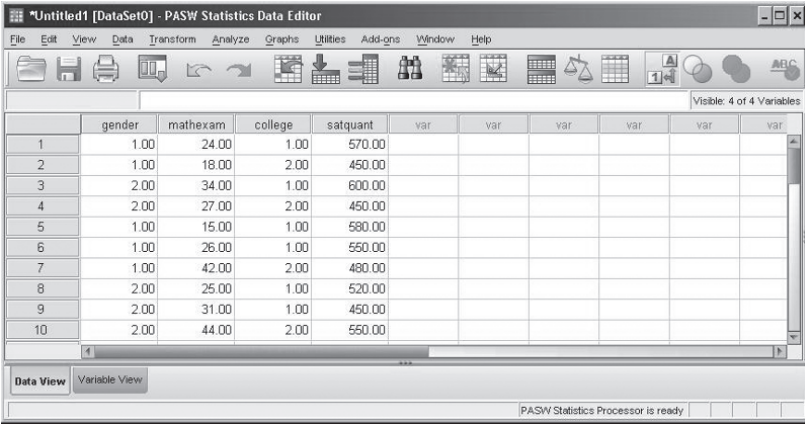 *Untitled1 [DataSet0] - PASW Statistics Data Editor
File Edit View Data Transform Analyze Graphs Utilities Add-ons Window Help
A
14
ABC
Visible: 4 of 4 Variables
gender mathexam college satquant var var var var var var
1 1.00 24.00 1.00 570.00
2 1.00 18.00 2.00 450.00
3 2.00 34.00 1.00 600.00
4 2.00 27.00 2.00 450.00
5 1.00 15.00 1.00 580.00
6 1.00 26.00 1.00 550.00
7 1.00 42.00 2.00 480.00
8 2.00 25.00 1.00 520.00
9 2.00 31.00 1.00 450.00
10 2.00 44.00 2.00 550.00
Data View Variable View
PASW Statistics Processor is ready